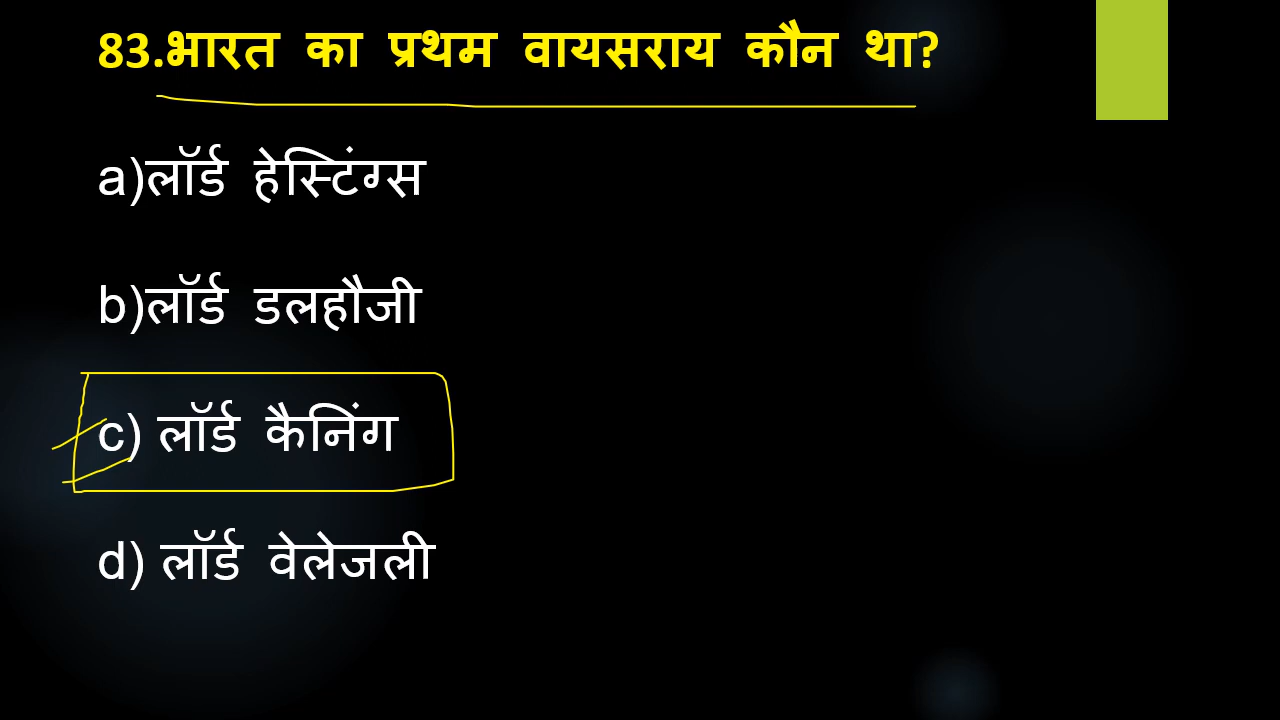 83.भारत का प्रथम वायसराय कौन था?
a)लॉर्ड हेस्टिंग्स
b)लॉर्ड डलहौजी
c) लॉर्ड कैनिंग
d) लॉर्ड वेलेजली